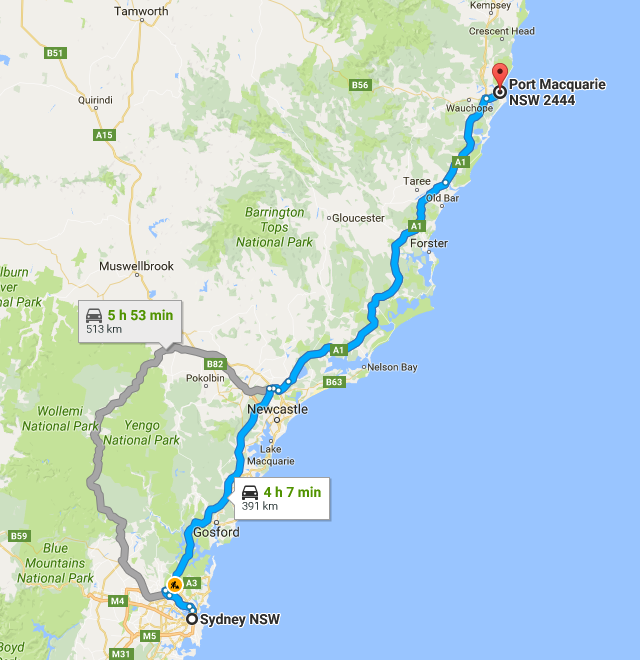 Kempsey
Tamworth
Crescent Head
B51
B56
Port Macquarie
NSW 2444
Quirindi
Wauchope
A15
A1
Taree
Old Bar
Barrington
Tops
National Park
Gloucester
A1
Forster
Muswellbrook
lburn
ver
nal Park
5 h 53 min
513 km
A1
B82
Nelson Bay
Pokolbin
B63
Newcastle
Wollemi
National Park
Yengo
National Park
Lake
Macquarie
4 h 7 min
391 km
Gosford
B59
Blue
Mountains
National Park
A3
M4
Sydney NSW
M5
Boyd
nal Park
M31